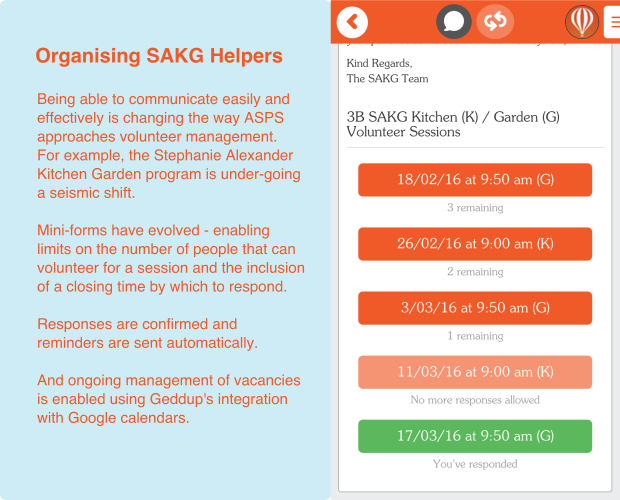 Organising SAKG Helpers
Being able to communicate easily and
effectively is changing the way ASPS
approaches volunteer management.
For example, the Stephanie Alexander
Kitchen Garden program is under-going
a seismic shift.
Mini-forms have evolved - enabling
limits on the number of people that can
volunteer for a session and the inclusion
of a closing time by which to respond.
Responses are confirmed and
reminders are sent automatically.
And ongoing management of vacancies
is enabled using Geddup's integration
with Google calendars.
Kind Regards,
The SAKG Team
3B SAKG Kitchen (K) / Garden (G)
Volunteer Sessions
18/02/16 at 9:50 am (G)
3 remaining
26/02/16 at 9:00 am (K)
2 remaining
3/03/16 at 9:50 am (G)
1 remaining
11/03/16 at 9:00 am (K)
No more responses allowed
17/03/16 at 9:50 am (G)
You've responded